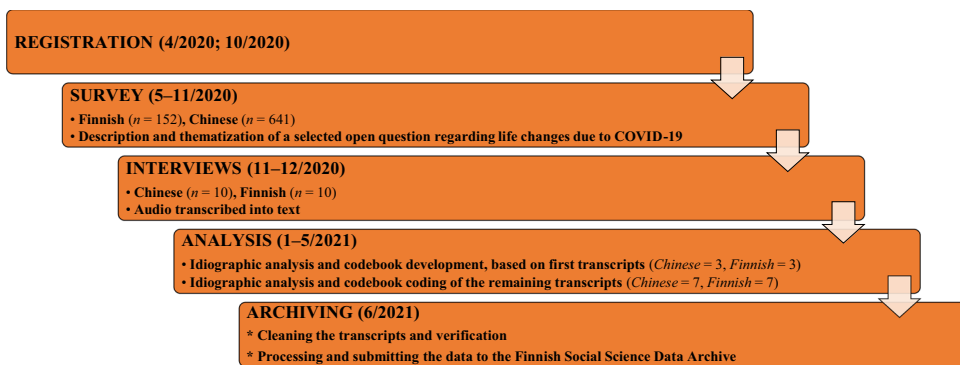 REGISTRATION (4/2020; 10/2020)
SURVEY (5–11/2020)
• Finnish (n = 152), Chinese (n = 641)
• Description and thematization of a selected open question regarding life changes due to COVID-19
INTERVIEWS (11–12/2020)
• Chinese (n = 10), Finnish (n = 10)
• Audio transcribed into text
ANALYSIS (1–5/2021)
• Idiographic analysis and codebook development, based on first transcripts (Chinese = 3, Finnish = 3)
• Idiographic analysis and codebook coding of the remaining transcripts (Chinese = 7, Finnish = 7)
ARCHIVING (6/2021)
* Cleaning the transcripts and verification
* Processing and submitting the data to the Finnish Social Science Data Archive